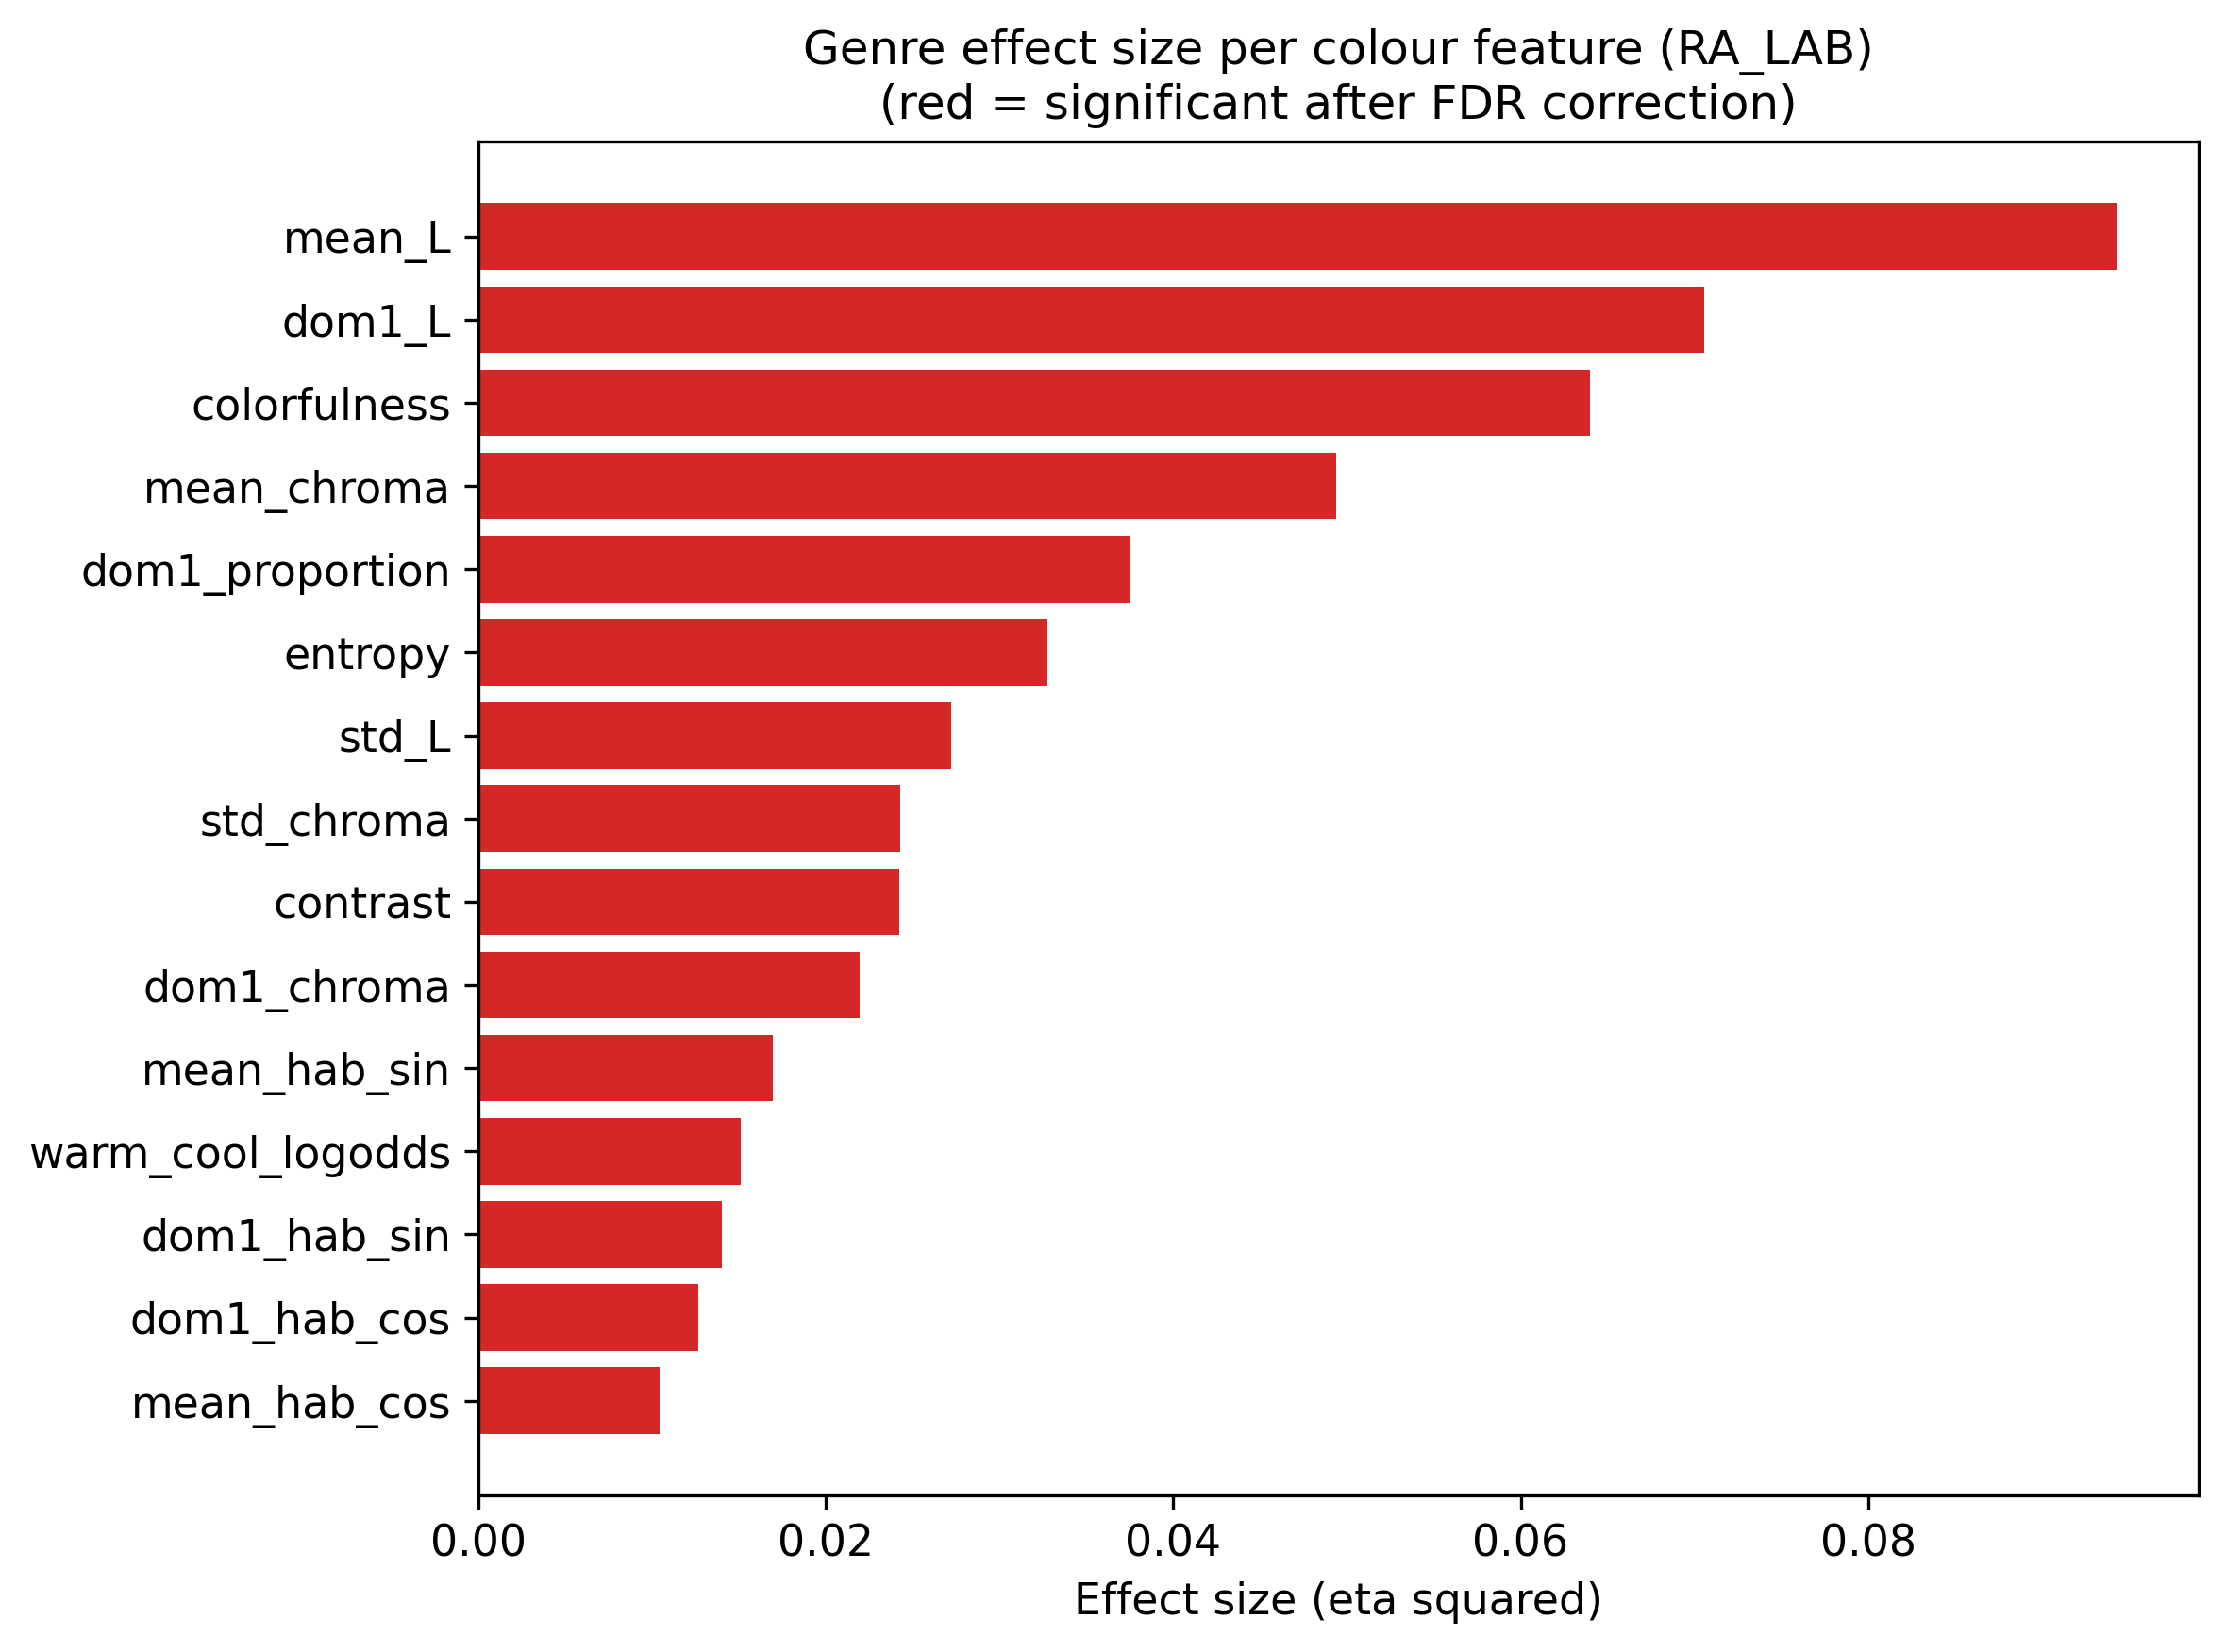 Genre effect size per colour feature (RA_LAB)
(red = significant after FDR correction)
mean_L
dom1_L
colorfulness
mean_chroma
dom1_proportion
entropy
std_L
std_chroma
contrast
dom1_chroma
mean_hab_sin
warm_cool_logodds
dom1_hab_sin
dom1_hab_cos
mean_hab_cos
0.00 0.02 0.04 0.06 0.08
Effect size (eta squared)